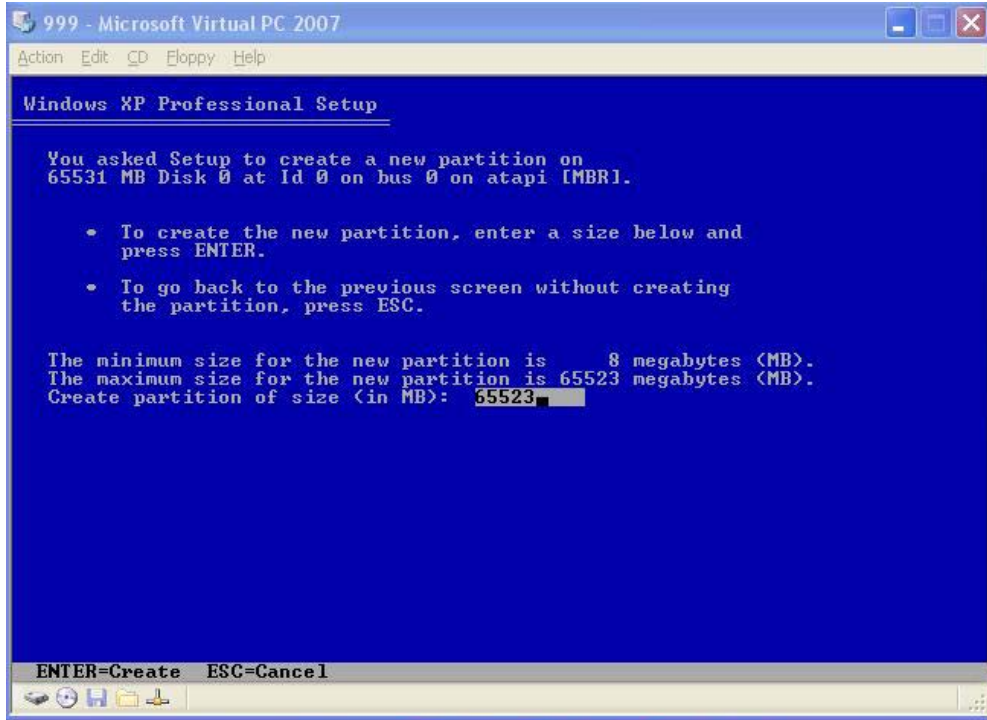 999 - Microsoft Virtual PC 2007
Action Edit CD Floppy Help
Windows XP Professional Setup
You asked Setup to create a new partition on
65531 MB Disk 0 at Id 0 on bus 0 on atapi [MBR].
• To create the new partition, enter a size below and
press ENTER.
• To go back to the previous screen without creating
the partition, press ESC.
The minimum size for the new partition is 8 megabytes (MB).
The maximum size for the new partition is 65523 megabytes (MB).
Create partition of size (in MB): 65523
ENTER=Create ESC=Cancel